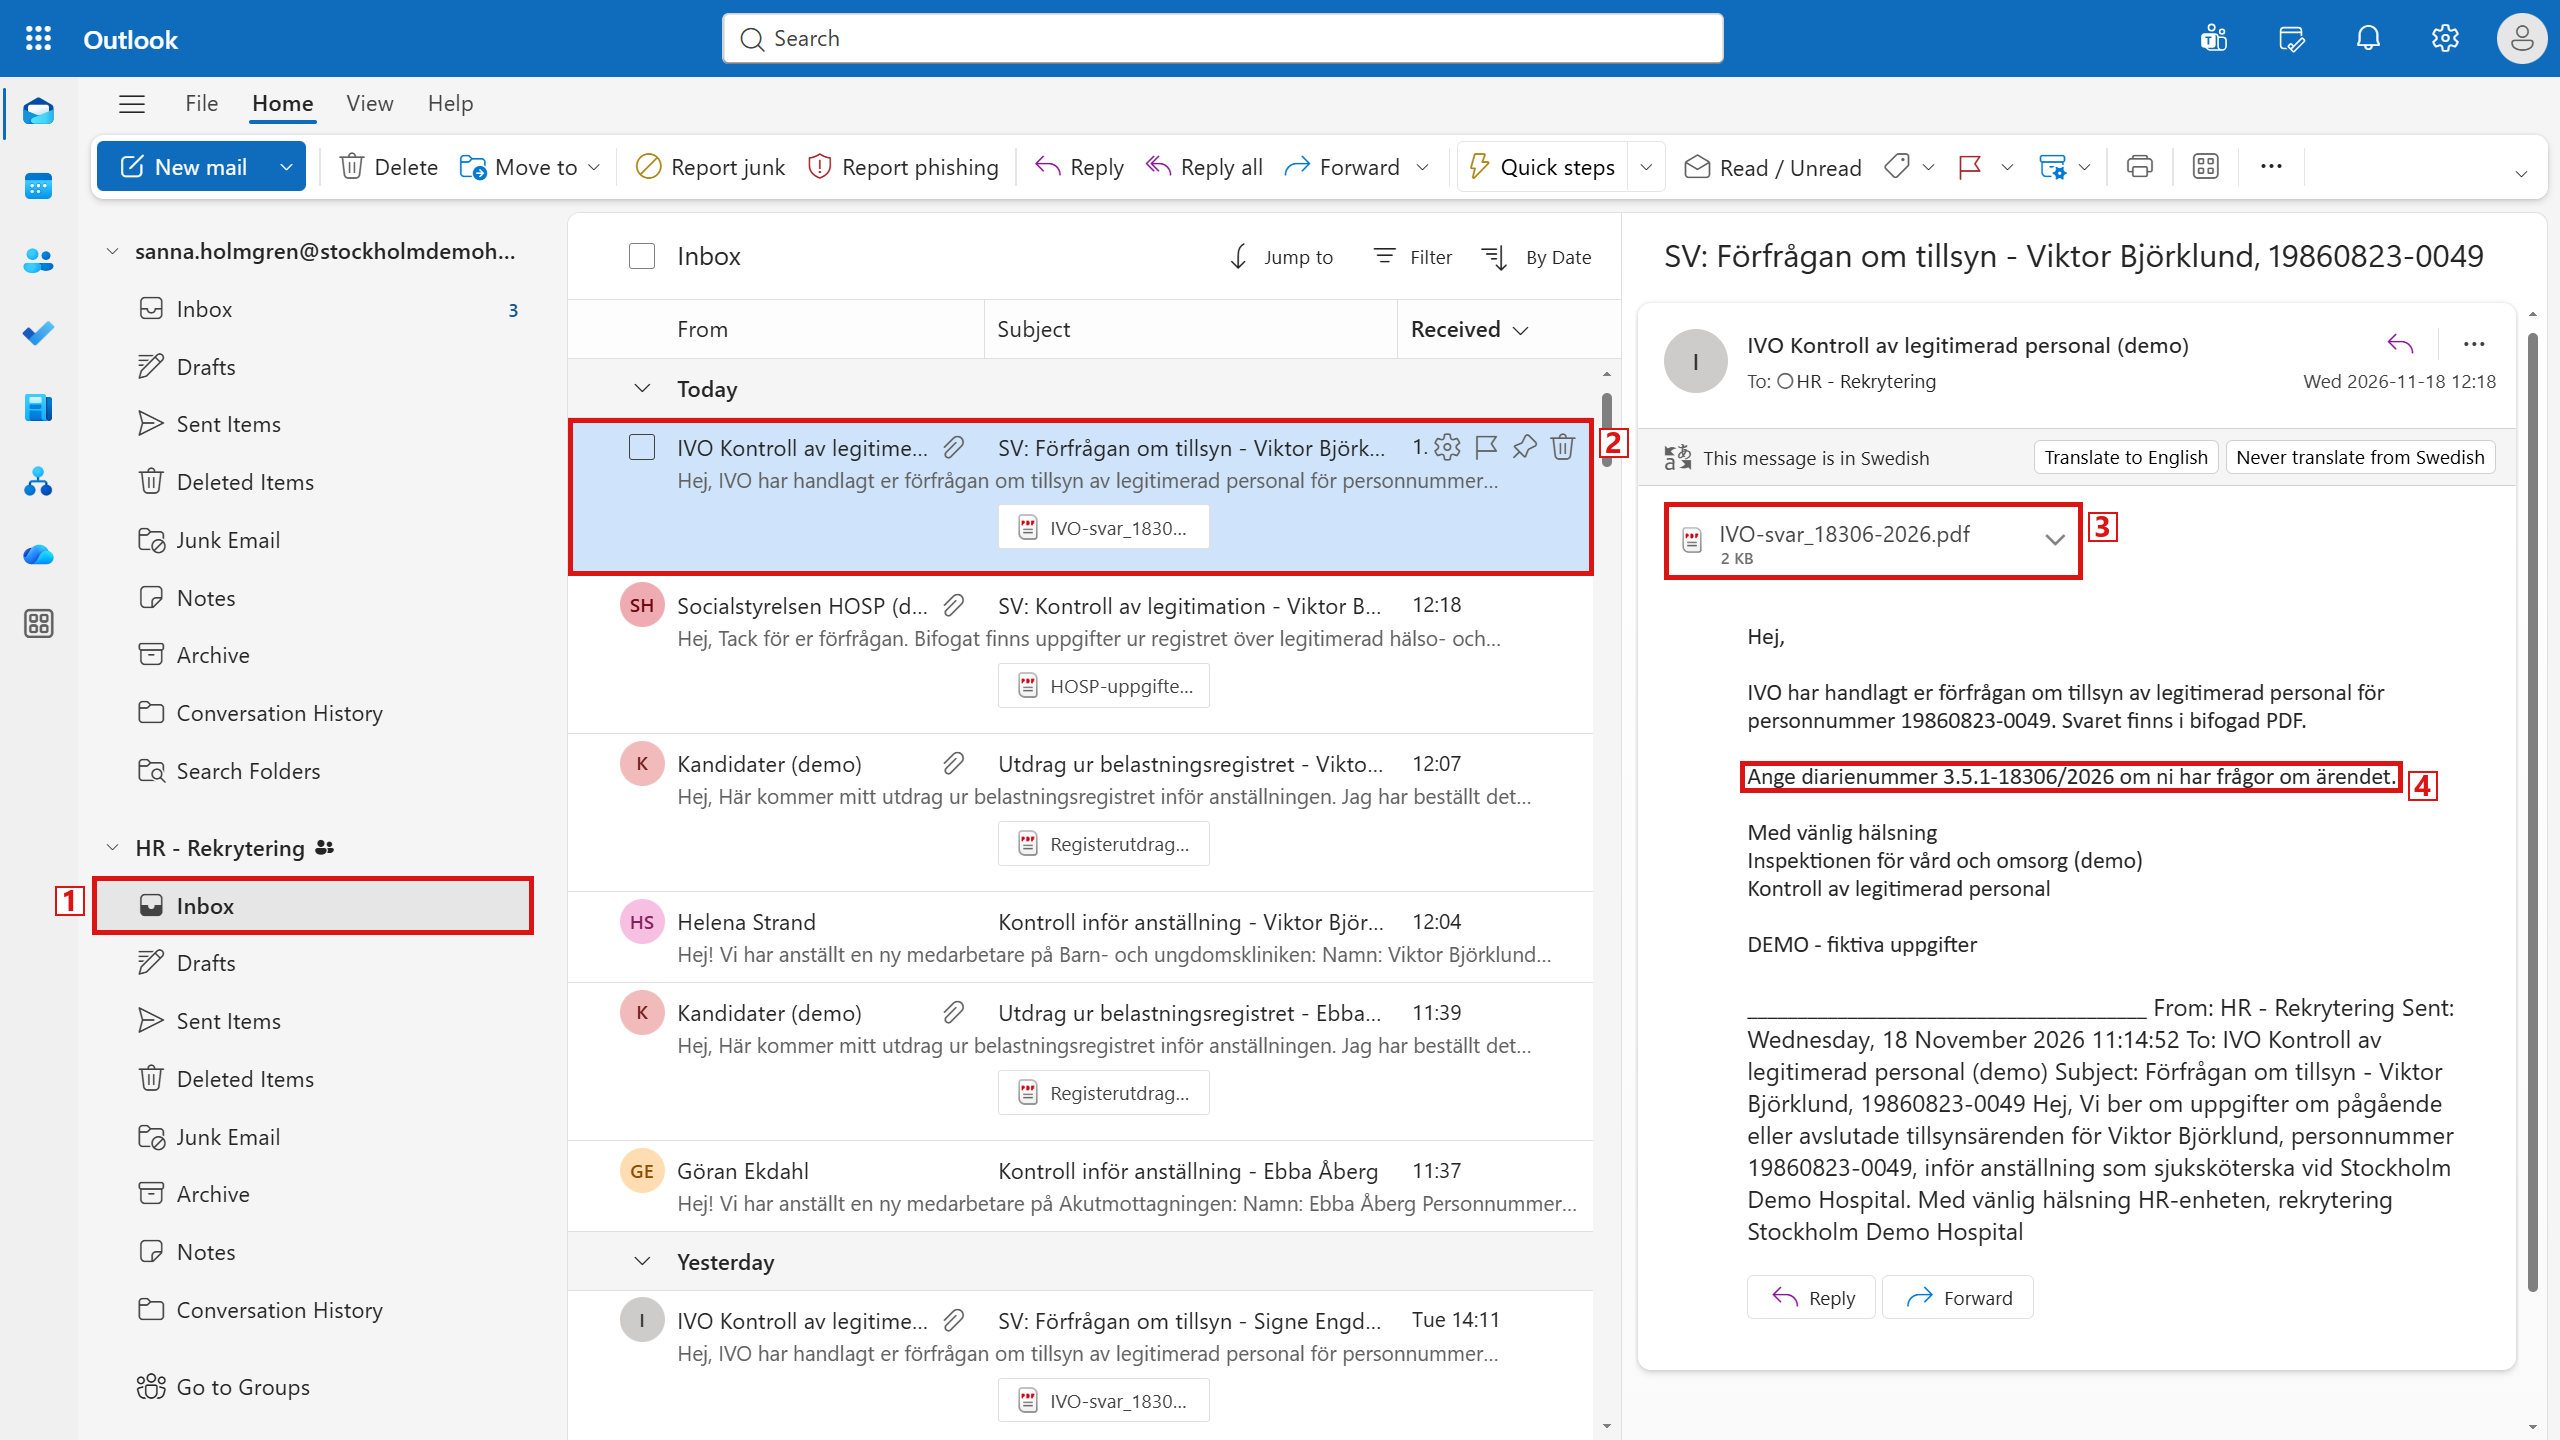 Outlook
Search
File Home View Help
New mail Delete Move to Report junk Report phishing Reply Reply all Forward Quick steps Read / Unread
sanna.holmgren@stockholmdemoh...
Inbox 3
Drafts
Sent Items
Deleted Items
Junk Email
Notes
Archive
Conversation History
Search Folders
HR - Rekrytering
1
Inbox
Drafts
Sent Items
Deleted Items
Junk Email
Archive
Notes
Conversation History
Go to Groups
Inbox Jump to Filter By Date
From Subject Received
Today
IVO Kontroll av legitime... SV: Förfrågan om tillsyn - Viktor Björk... 1.
2
Hej, IVO har handlagt er förfrågan om tillsyn av legitimerad personal för personnummer...
IVO-svar_1830...
SH Socialstyrelsen HOSP (d... SV: Kontroll av legitimation - Viktor B... 12:18
Hej, Tack för er förfrågan. Bifogat finns uppgifter ur registret över legitimerad hälso- och...
HOSP-uppgifte...
K Kandidater (demo) Utdrag ur belastningsregistret - Vikto... 12:07
Hej, Här kommer mitt utdrag ur belastningsregistret inför anställningen. Jag har beställt det...
Registerutdrag...
HS Helena Strand Kontroll inför anställning - Viktor Bjür... 12:04
Hej! Vi har anställt en ny medarbetare på Barn- och ungdomskliniken: Namn: Viktor Björklund...
K Kandidater (demo) Utdrag ur belastningsregistret - Ebba... 11:39
Hej, Här kommer mitt utdrag ur belastningsregistret inför anställningen. Jag har beställt det...
Registerutdrag...
GE Göran Ekdahl Kontroll inför anställning - Ebba Åberg 11:37
Hej! Vi har anställt en ny medarbetare på Akutmottagningen: Namn: Ebba Åberg Personnummer...
Yesterday
I IVO Kontroll av legitime... SV: Förfrågan om tillsyn - Signe Engd... Tue 14:11
Hej, IVO har handlagt er förfrågan om tillsyn av legitimerad personal för personnummer...
IVO-svar_1830...
SV: Förfrågan om tillsyn - Viktor Björklund, 19860823-0049
I
IVO Kontroll av legitimerad personal (demo)
To: HR - Rekrytering Wed 2026-11-18 12:18
This message is in Swedish Translate to English Never translate from Swedish
IVO-svar_18306-2026.pdf
2 KB
3
Hej,
IVO har handlagt er förfrågan om tillsyn av legitimerad personal för
personnummer 19860823-0049. Svaret finns i bifogad PDF.
Ange diarienummer 3.5.1-18306/2026 om ni har frågor om ärendet.
4
Med vänlig hälsning
Inspektionen för vård och omsorg (demo)
Kontroll av legitimerad personal
DEMO - fiktiva uppgifter
________________________________ From: HR - Rekrytering Sent:
Wednesday, 18 November 2026 11:14:52 To: IVO Kontroll av
legitimerad personal (demo) Subject: Förfrågan om tillsyn - Viktor
Björklund, 19860823-0049 Hej, Vi ber om uppgifter om pågående
eller avslutade tillsynsärenden för Viktor Björklund, personnummer
19860823-0049, inför anställning som sjuksköterska vid Stockholm
Demo Hospital. Med vänlig hälsning HR-enheten, rekrytering
Stockholm Demo Hospital
Reply Forward